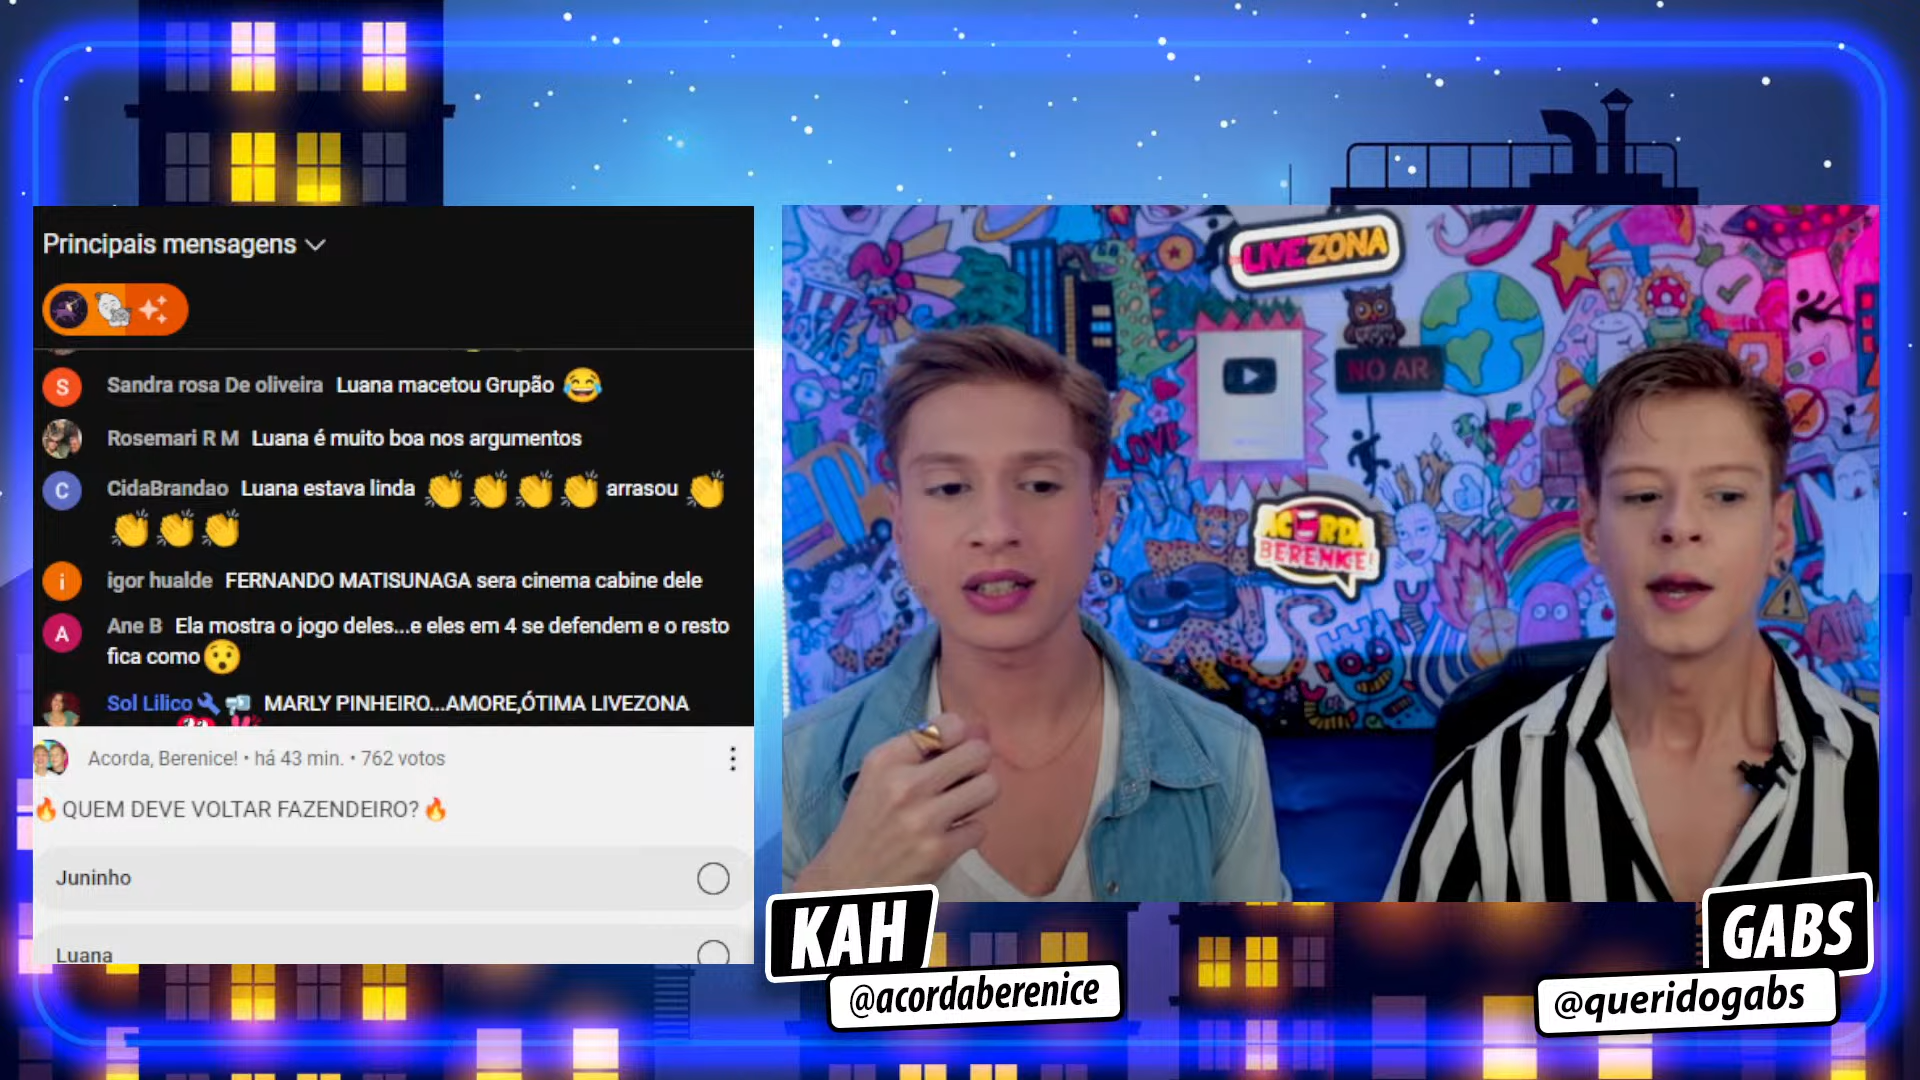 Principais mensagens
Sandra rosa De oliveira Luana macetou Grupão 😂
Rosemari R M Luana é muito boa nos argumentos
CidaBrandao Luana estava linda 👏👏👏👏 arrasou 👏
👏👏👏
igor hualde FERNANDO MATISUNAGA sera cinema cabine dele
Ane B Ela mostra o jogo deles...e eles em 4 se defendem e o resto
fica como 😯
Sol Lilico MARLY PINHEIRO...AMORE,ÓTIMA LIVEZONA
Acorda, Berenice! • há 43 min. • 762 votos
🔥 QUEM DEVE VOLTAR FAZENDEIRO? 🔥
Juninho
Luana
LIVEZONA
NO AR
LOVE
ACORDA
BERENICE!
KAH
@acordaberenice
GABS
@queridogabs